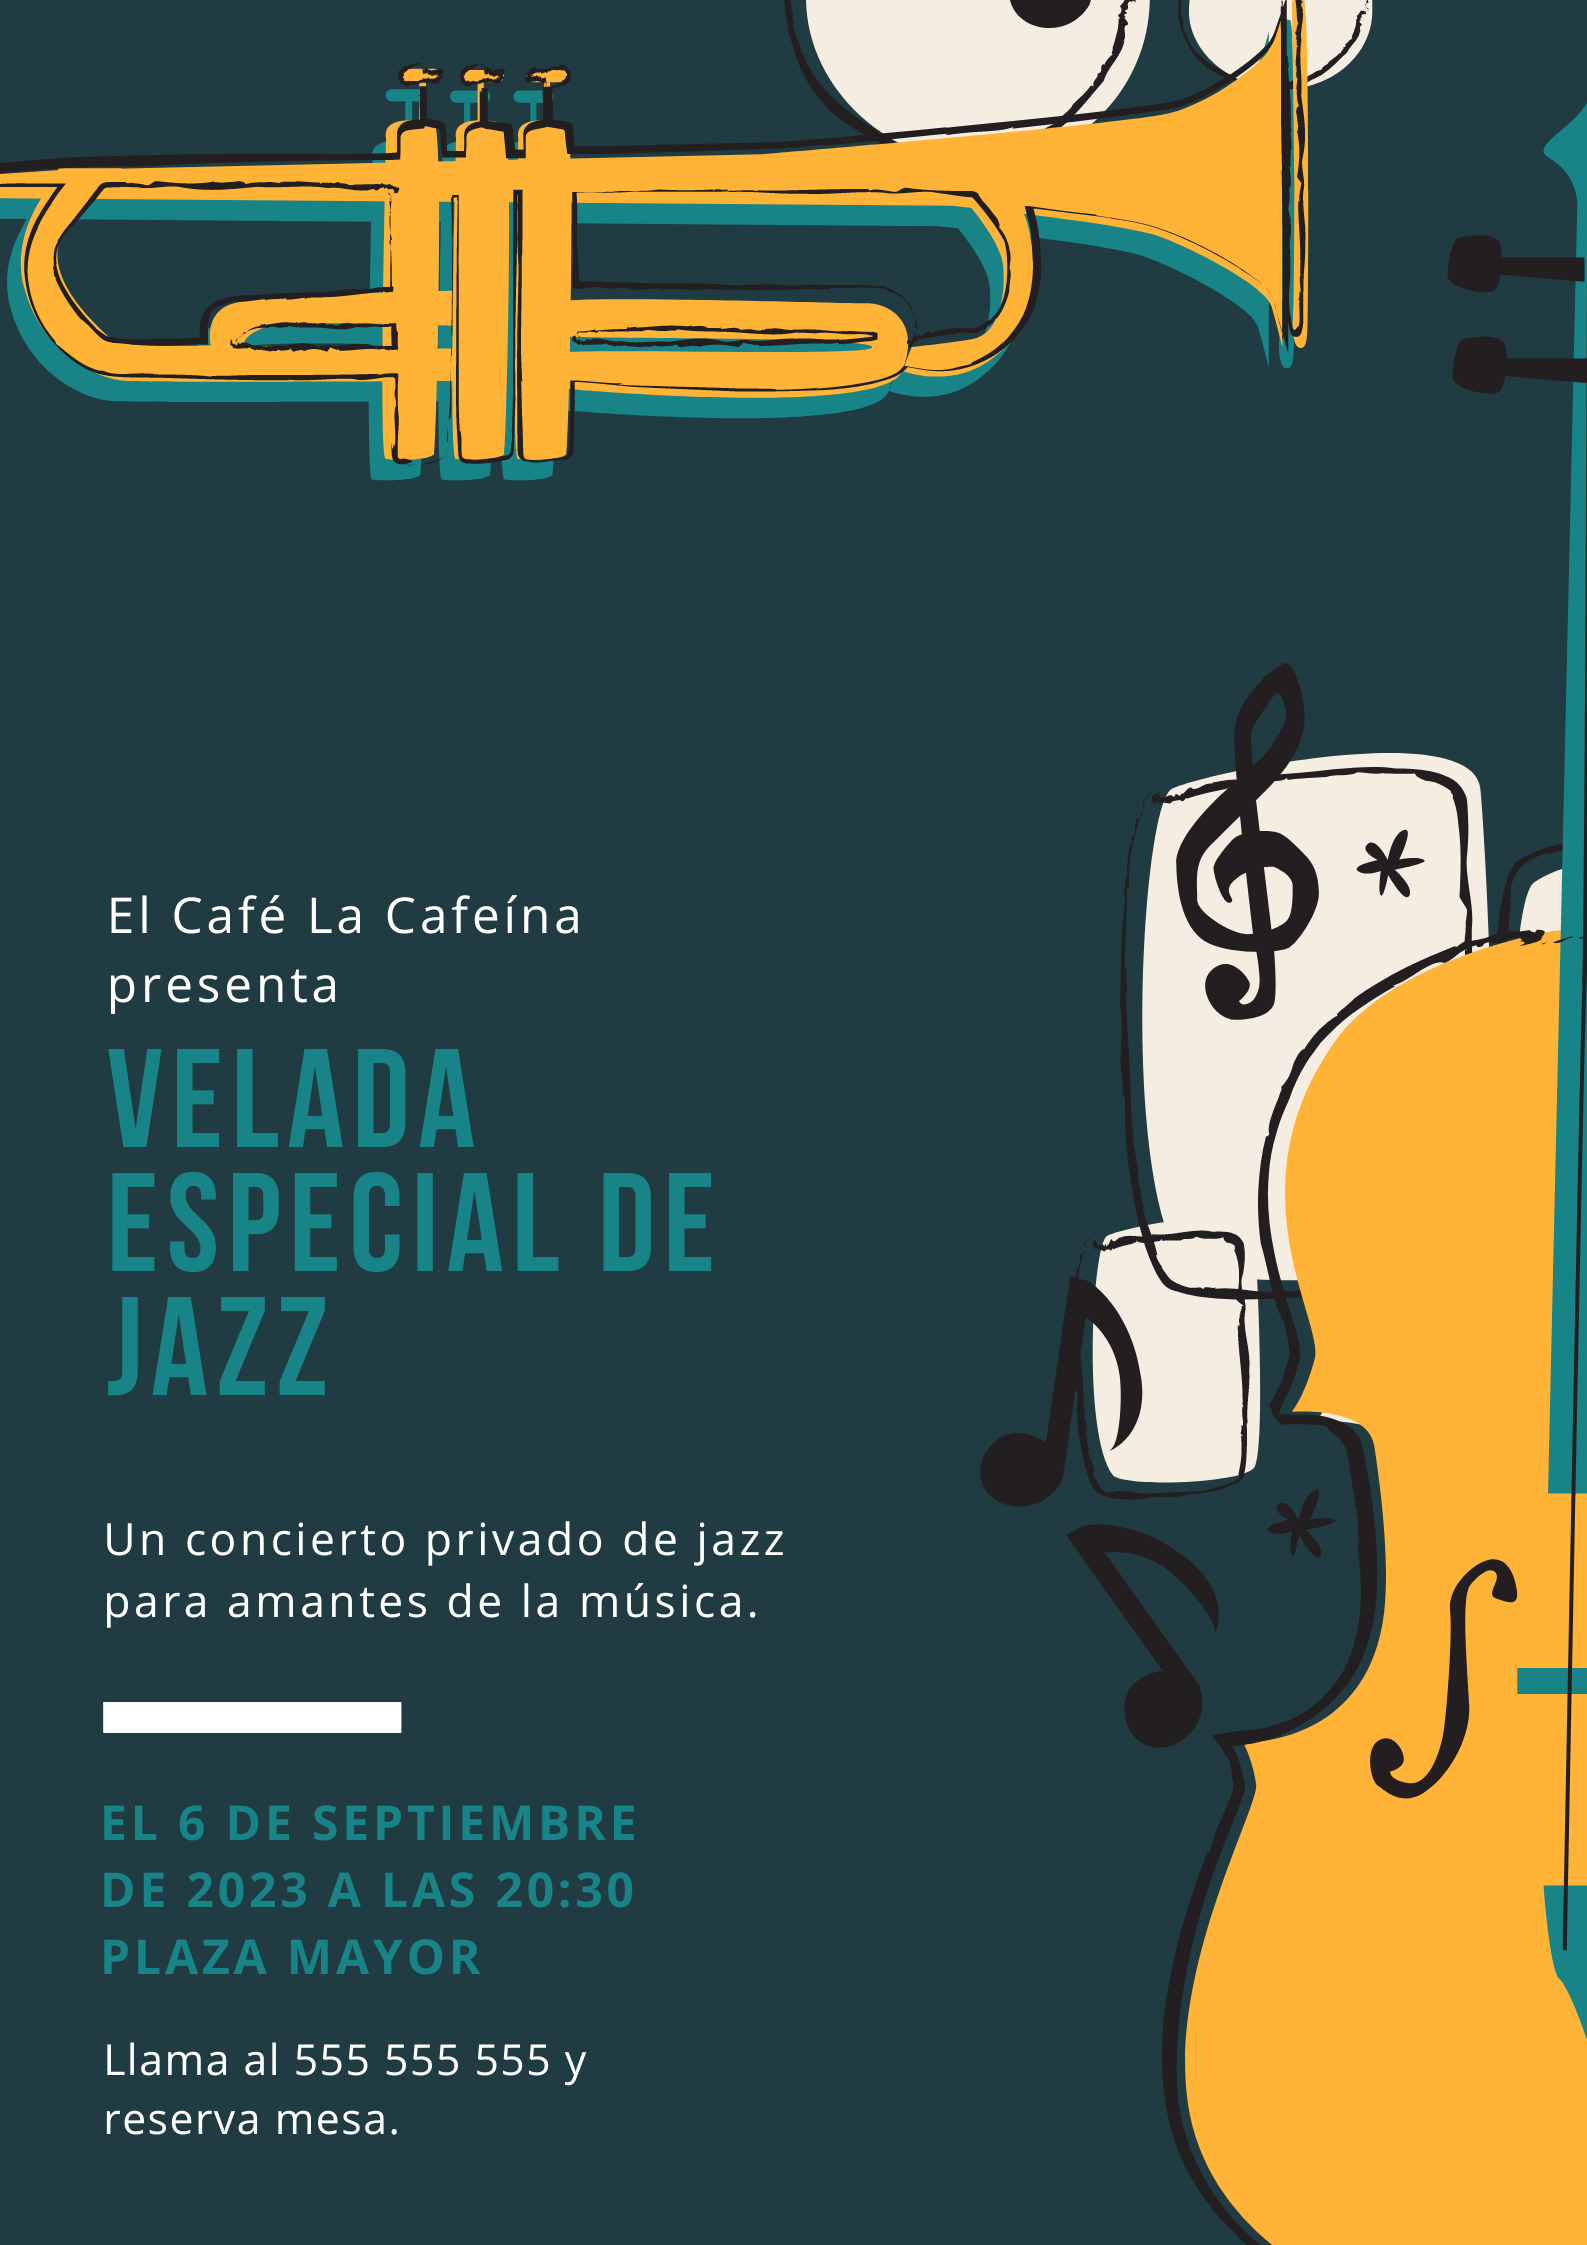 El Café La Cafeína
presenta
VELADA
ESPECIAL DE
JAZZ
Un concierto privado de jazz
para amantes de la música.
EL 6 DE SEPTIEMBRE
DE 2023 A LAS 20:30
PLAZA MAYOR
Llama al 555 555 555 y
reserva mesa.